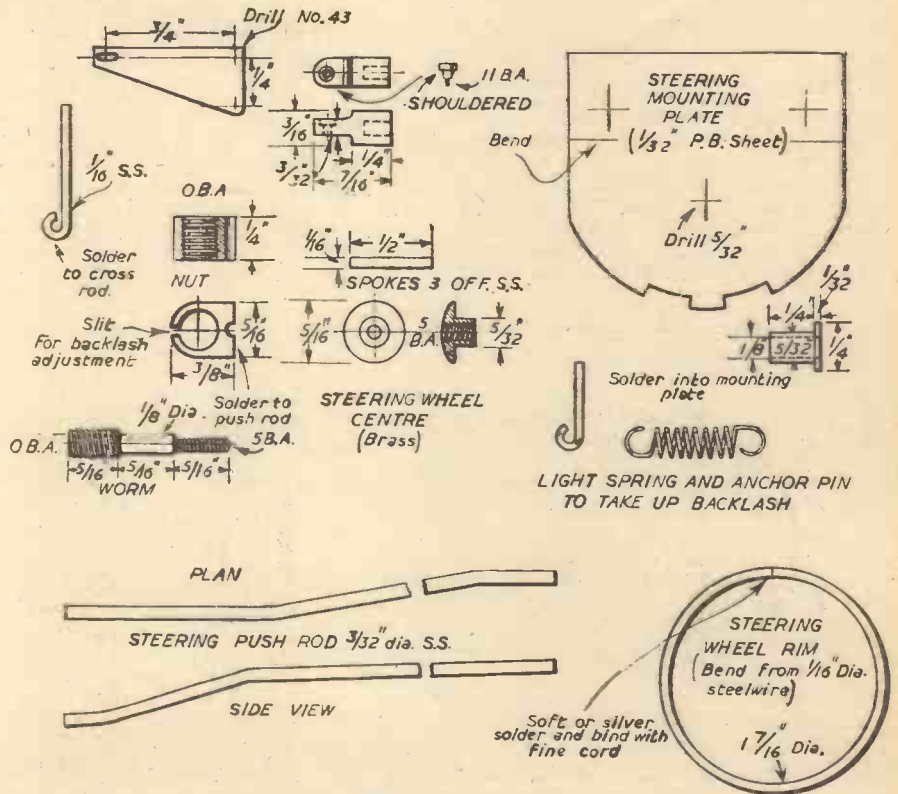 Drill No. 43
3/4"
1/4"
11 B.A.
SHOULDERED
3/16"
3/32"
1/4"
7/16"
1/16" S.S.
Solder
to cross
rod.
O.B.A
1/4"
NUT
1/16"
1/2"
SPOKES 3 OFF. S.S.
Slit
For backlash
adjustment
5/16"
3/8"
Solder to
push rod
5/16"
5
B.A.
5/32"
STEERING WHEEL
CENTRE
(Brass)
1/8" Dia.
O.B.A.
5B.A.
5/16
5/16"
5/16"
WORM
STEERING
MOUNTING
PLATE
(1/32" P.B. Sheet)
Bend
Drill 5/32"
1/32"
1/4"
1/8"
5/32
1/4"
Solder into mounting
plate
LIGHT SPRING AND ANCHOR PIN
TO TAKE UP BACKLASH
PLAN
STEERING PUSH ROD 3/32" dia. S.S.
SIDE VIEW
STEERING
WHEEL RIM
(Bend from 1/16" Dia.
steelwire)
Soft or silver
solder and bind with
fine cord
1 7/16" Dia.